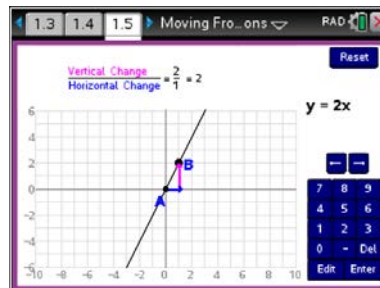 1.3 1.4 1.5 Moving Fro...ons RAD
Reset
Vertical Change
Horizontal Change
= 2/1 = 2
y = 2x
6
4
2
0
-2
-4
-6
-10 -8 -6 -4 -2 0 2 4 6 8 10
A
B
← →
7 8 9
4 5 6
1 2 3
0 - Del
Edit Enter